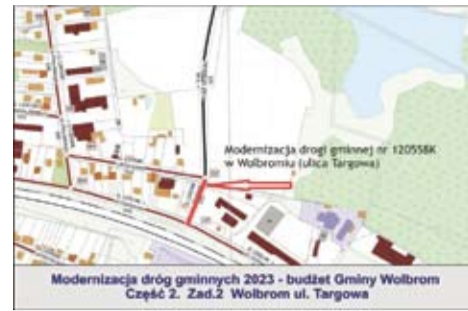 Modernizacja drogi gminnej nr 120558K
w Wolbromiu (ulica Targowa)
Modernizacja dróg gminnych 2023 - budżet Gminy Wolbrom
Część 2. Zad.2 Wolbrom ul. Targowa